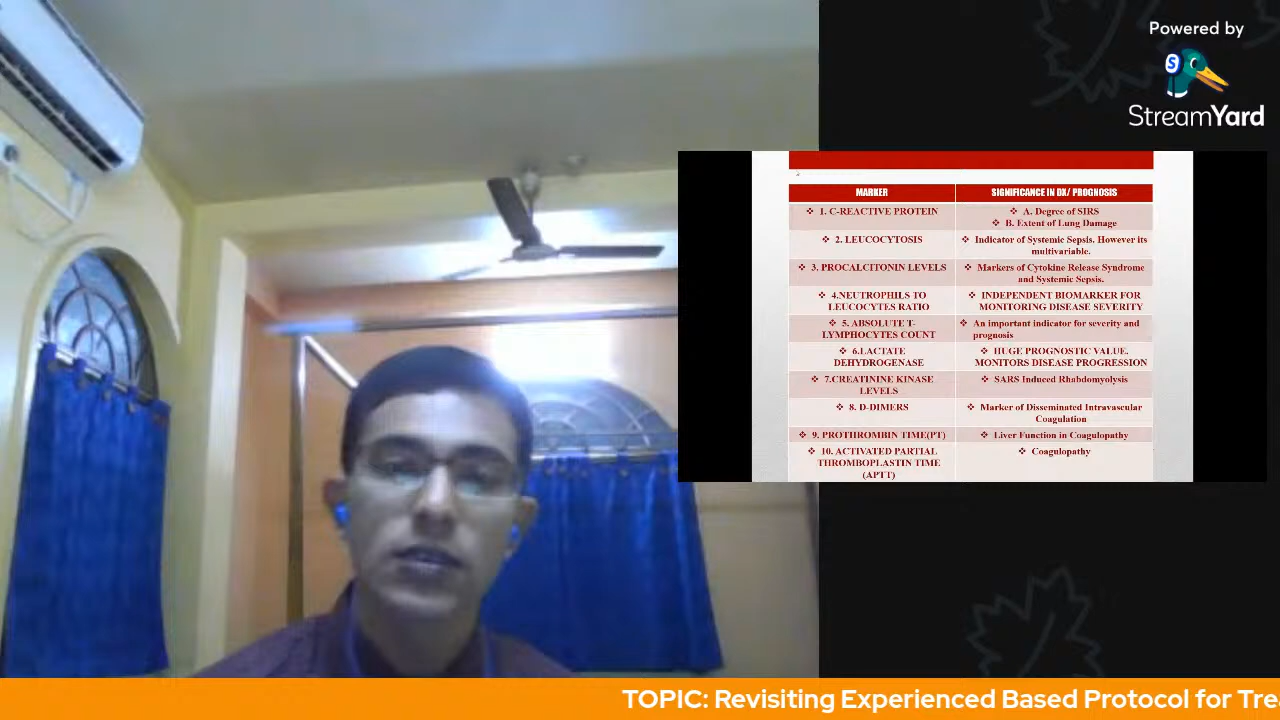 Powered by
S
StreamYard
MARKER
SIGNIFICANCE IN DX/ PROGNOSIS
❖ 1. C-REACTIVE PROTEIN
❖ A. Degree of SIRS
❖ B. Extent of Lung Damage
❖ 2. LEUCOCYTOSIS
❖ Indicator of Systemic Sepsis. However its
multivariable.
❖ 3. PROCALCITONIN LEVELS
❖ Markers of Cytokine Release Syndrome
and Systemic Sepsis.
❖ 4.NEUTROPHILS TO
LEUCOCYTES RATIO
❖ INDEPENDENT BIOMARKER FOR
MONITORING DISEASE SEVERITY
❖ 5. ABSOLUTE T-
LYMPHOCYTES COUNT
❖ An important indicator for severity and
prognosis
❖ 6.LACTATE
DEHYDROGENASE
❖ HUGE PROGNOSTIC VALUE.
MONITORS DISEASE PROGRESSION
❖ 7.CREATININE KINASE
LEVELS
❖ SARS Induced Rhabdomyolysis
❖ 8. D-DIMERS
❖ Marker of Disseminated Intravascular
Coagulation
❖ 9. PROTHROMBIN TIME(PT)
❖ Liver Function in Coagulopathy
❖ 10. ACTIVATED PARTIAL
THROMBOPLASTIN TIME
(APTT)
❖ Coagulopathy
TOPIC: Revisiting Experienced Based Protocol for Tre